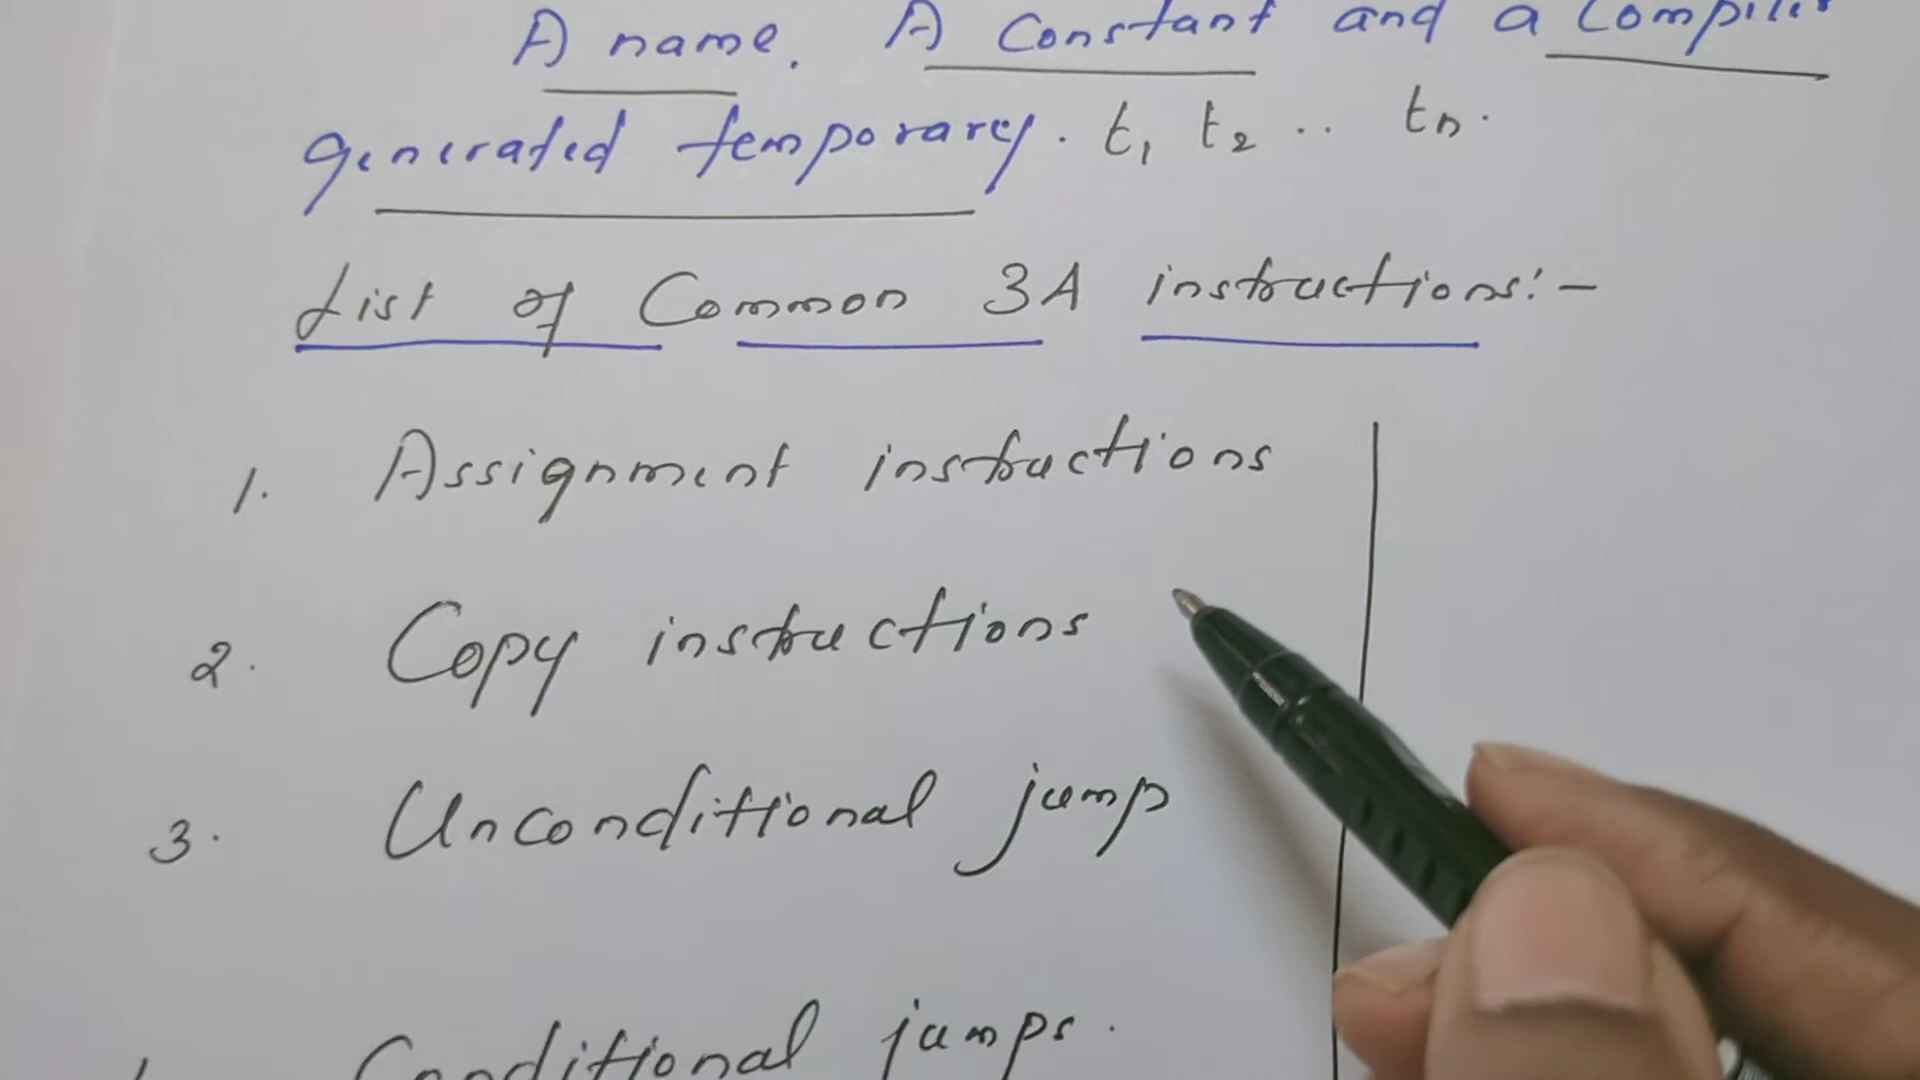 A name. A Constant and a Compiler
generated temporary. t1 t2 .. tn.
List of Common 3A instructions:-
1. Assignment instructions
2. Copy instructions
3. Unconditional jump
Conditional jumps.